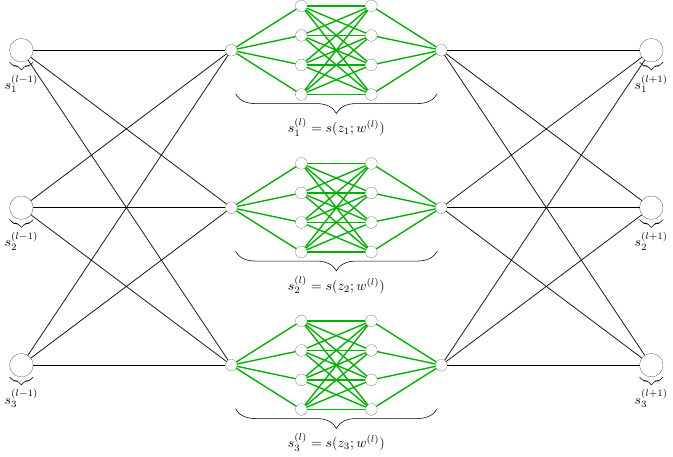 s_1^{(l-1)}
s_1^{(l)} = s(z_1; w^{(l)})
s_1^{(l+1)}
s_2^{(l-1)}
s_2^{(l)} = s(z_2; w^{(l)})
s_2^{(l+1)}
s_3^{(l-1)}
s_3^{(l)} = s(z_3; w^{(l)})
s_3^{(l+1)}